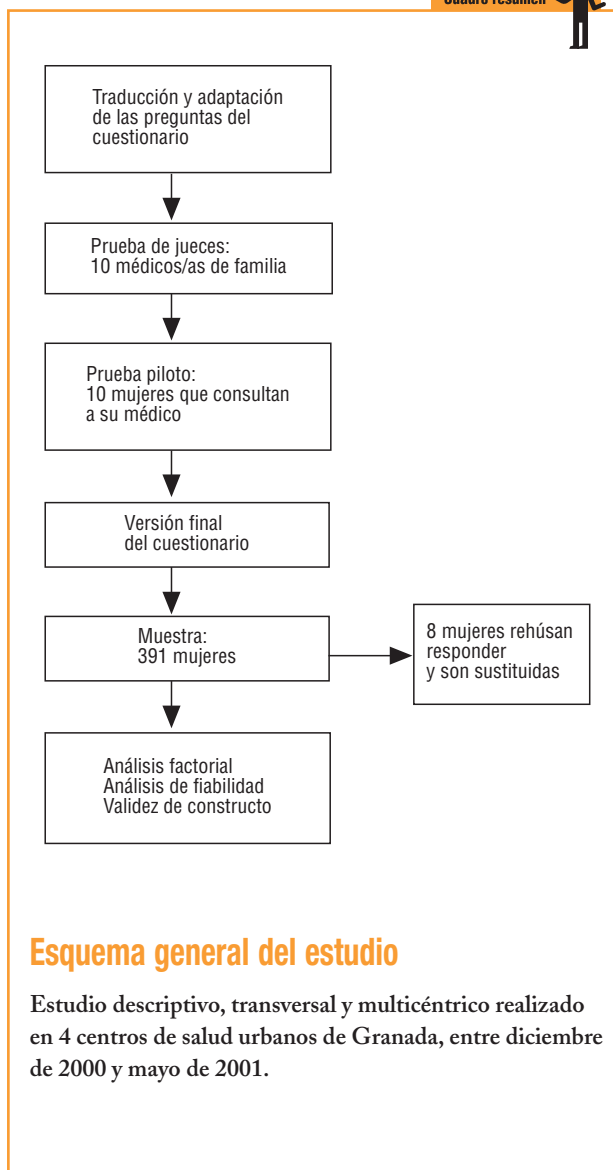 Cuadro resumen
Traducción y adaptación
de las preguntas del
cuestionario
Prueba de jueces:
10 médicos/as de familia
Prueba piloto:
10 mujeres que consultan
a su médico
Versión final
del cuestionario
Muestra:
391 mujeres
8 mujeres rehúsan
responder
y son sustituidas
Análisis factorial
Análisis de fiabilidad
Validez de constructo
Esquema general del estudio
Estudio descriptivo, transversal y multicéntrico realizado
en 4 centros de salud urbanos de Granada, entre diciembre
de 2000 y mayo de 2001.